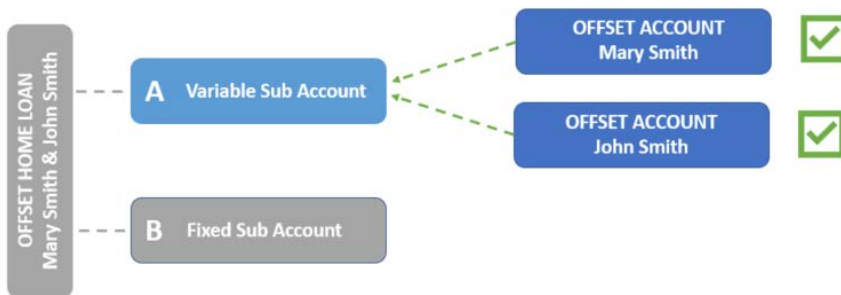 OFFSET HOME LOAN
Mary Smith & John Smith
A Variable Sub Account
OFFSET ACCOUNT
Mary Smith
OFFSET ACCOUNT
John Smith
B Fixed Sub Account